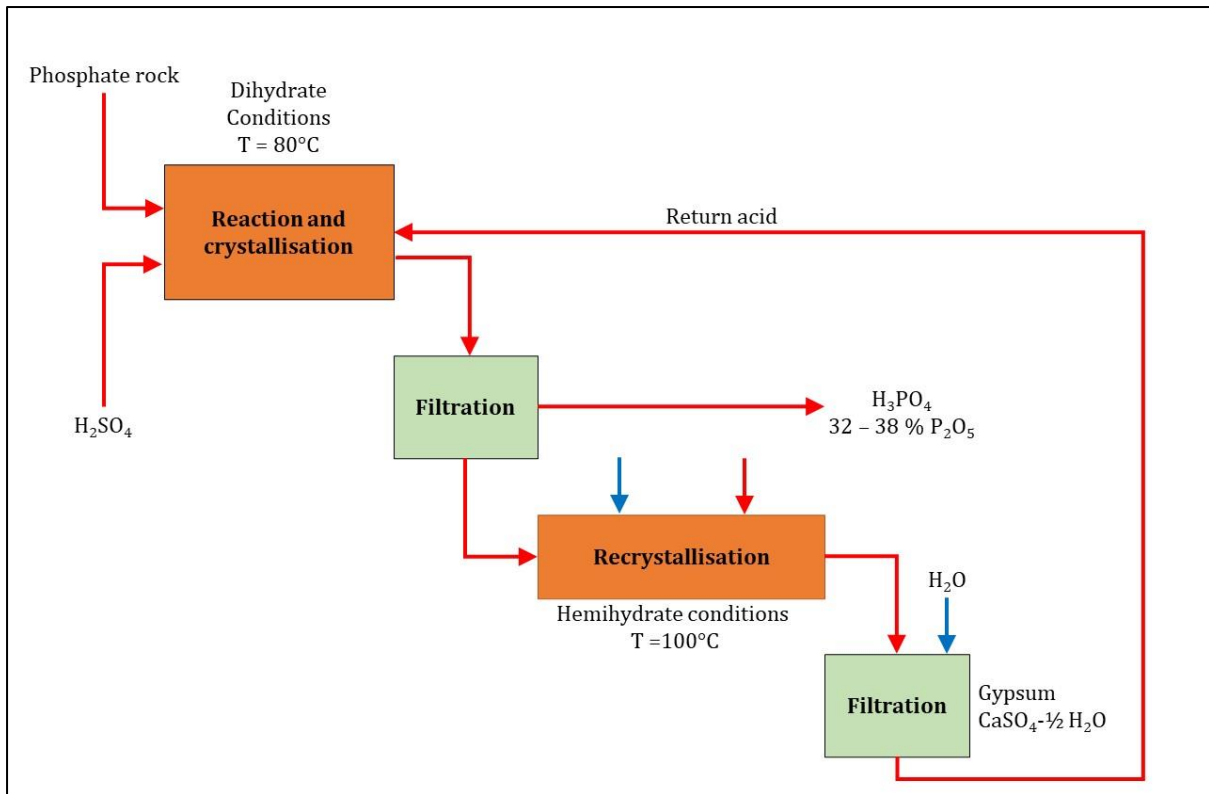 Phosphate rock
Dihydrate
Conditions
T = 80°C
Reaction and
crystallisation
Return acid
H₂SO₄
Filtration
H₃PO₄
32 – 38 % P₂O₅
Recrystallisation
Hemihydrate conditions
T =100°C
H₂O
Filtration
Gypsum
CaSO₄-½ H₂O